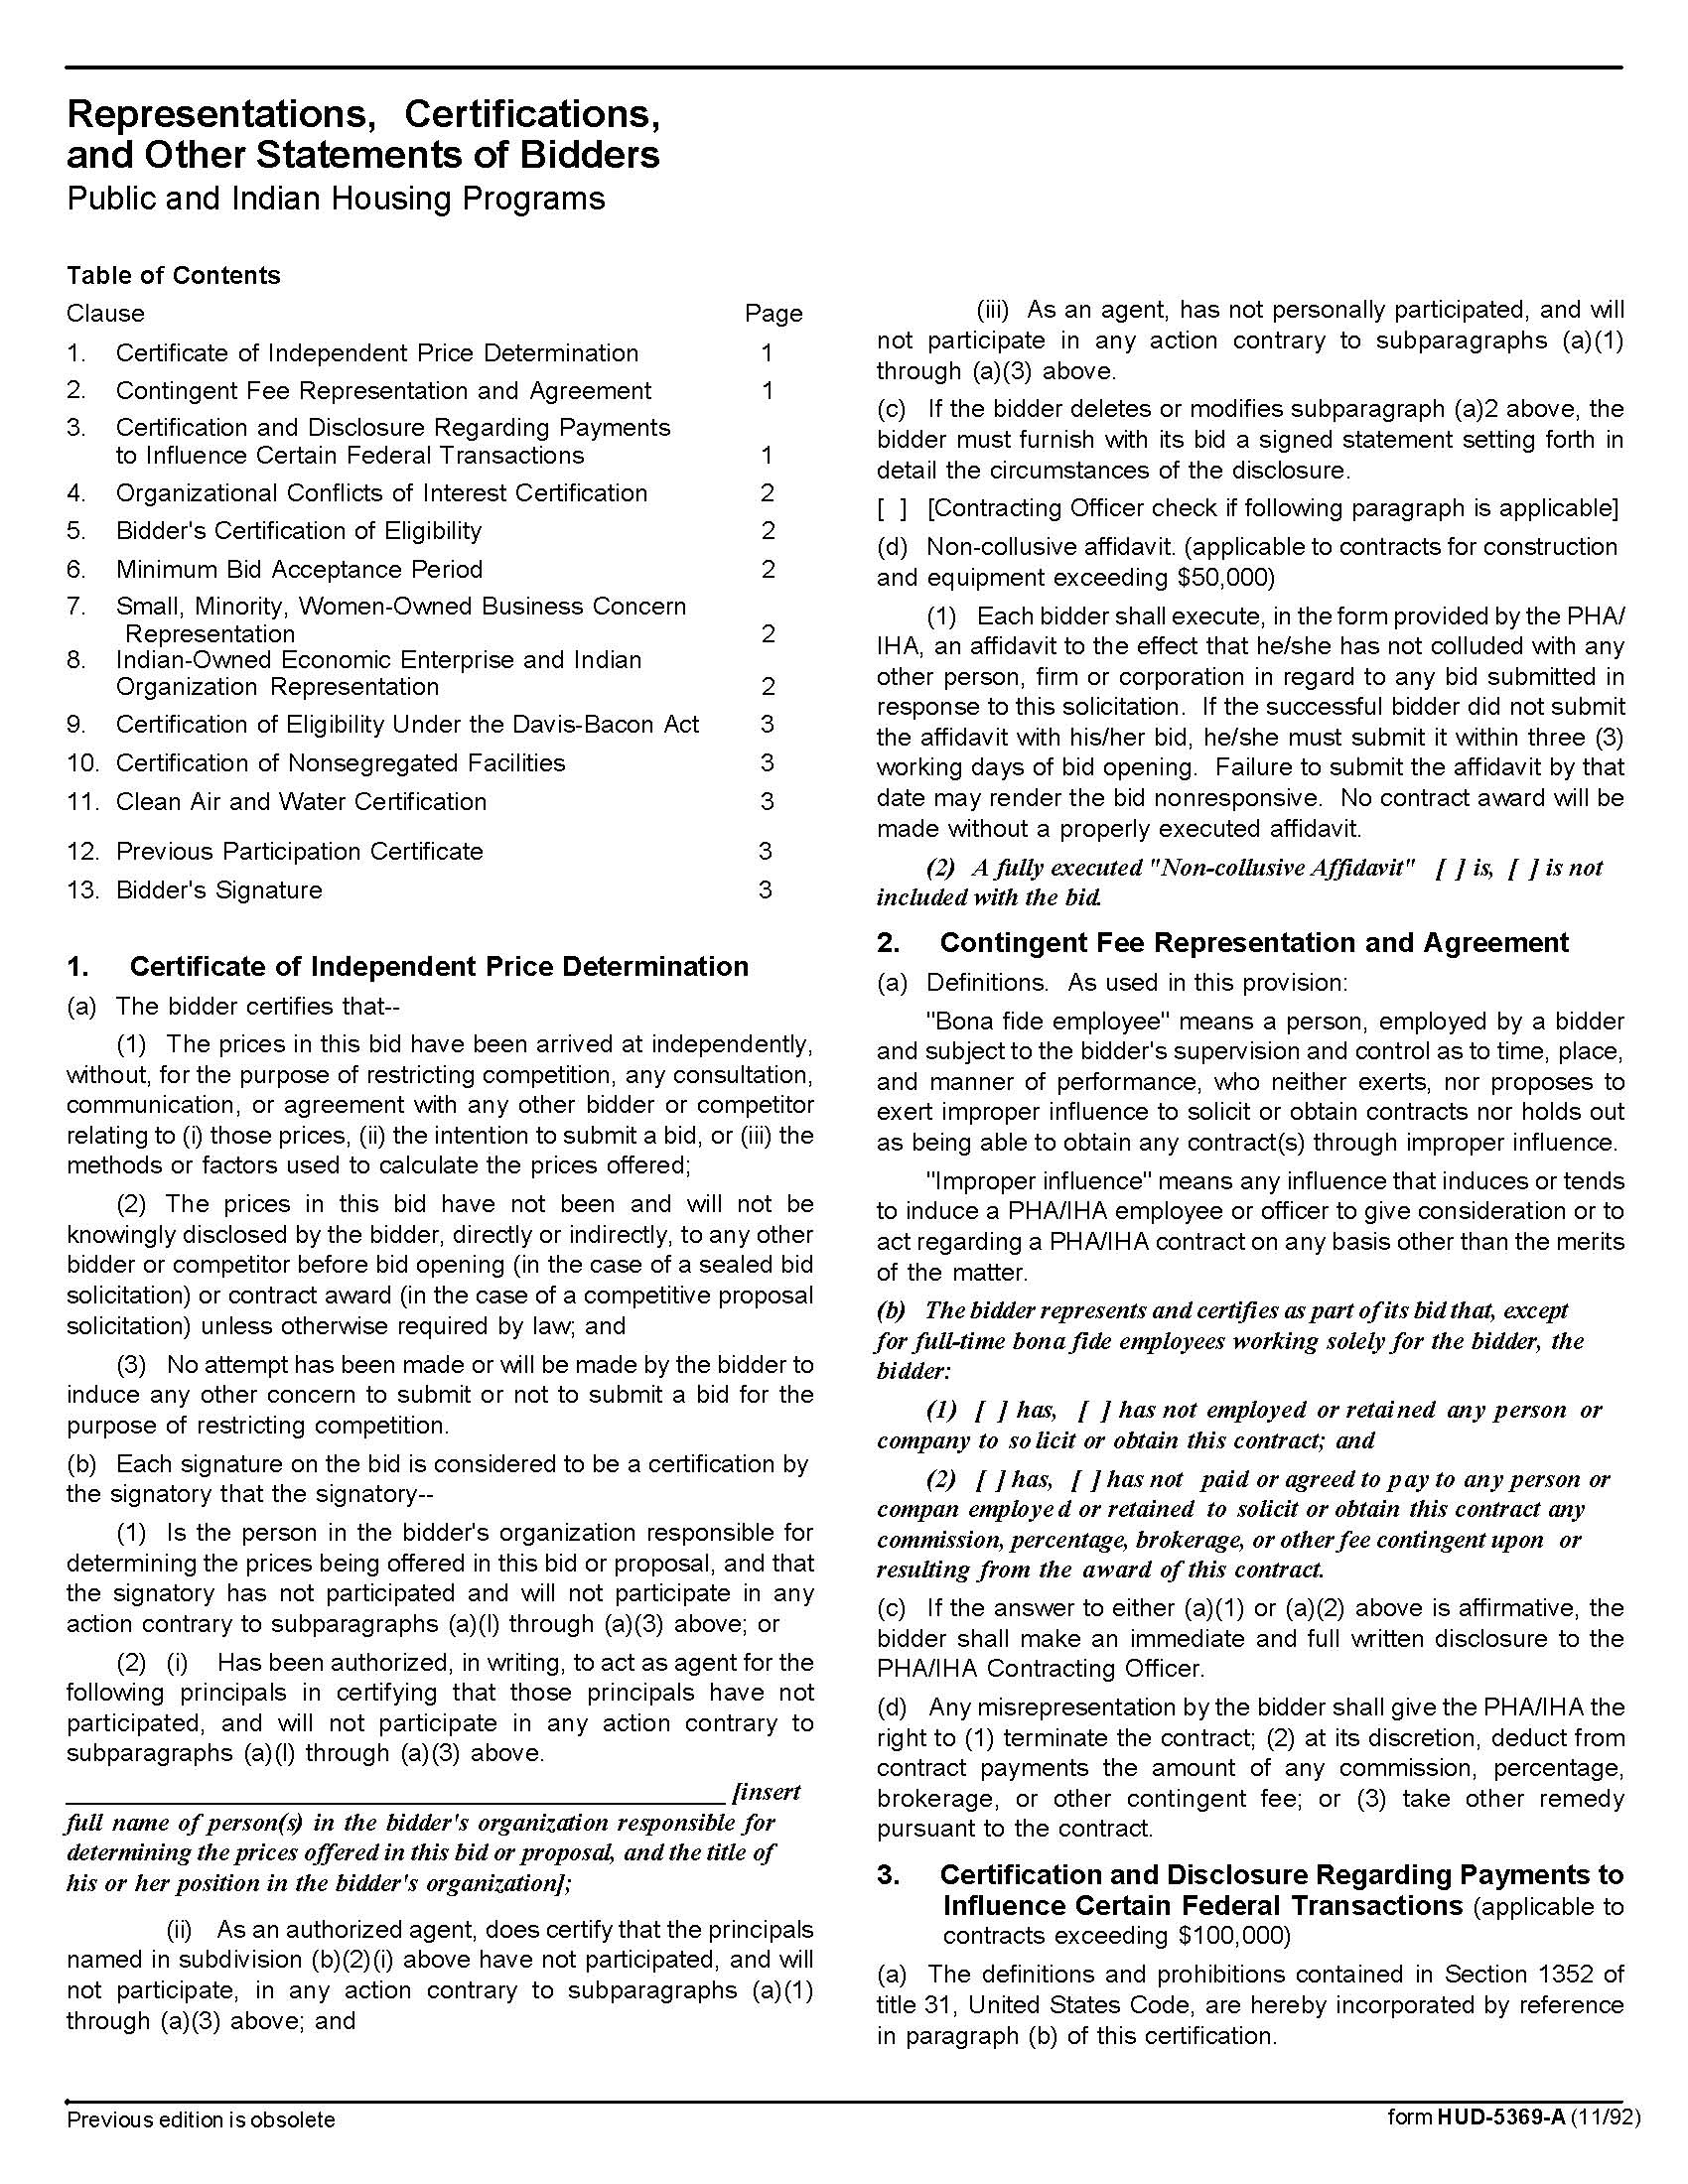 Representations, Certifications,
and Other Statements of Bidders
Public and Indian Housing Programs
Table of Contents
Clause Page
1. Certificate of Independent Price Determination 1
2. Contingent Fee Representation and Agreement 1
3. Certification and Disclosure Regarding Payments
to Influence Certain Federal Transactions 1
4. Organizational Conflicts of Interest Certification 2
5. Bidder's Certification of Eligibility 2
6. Minimum Bid Acceptance Period 2
7. Small, Minority, Women-Owned Business Concern
Representation 2
8. Indian-Owned Economic Enterprise and Indian
Organization Representation 2
9. Certification of Eligibility Under the Davis-Bacon Act 3
10. Certification of Nonsegregated Facilities 3
11. Clean Air and Water Certification 3
12. Previous Participation Certificate 3
13. Bidder's Signature 3
1. Certificate of Independent Price Determination
(a) The bidder certifies that--
(1) The prices in this bid have been arrived at independently,
without, for the purpose of restricting competition, any consultation,
communication, or agreement with any other bidder or competitor
relating to (i) those prices, (ii) the intention to submit a bid, or (iii) the
methods or factors used to calculate the prices offered;
(2) The prices in this bid have not been and will not be
knowingly disclosed by the bidder, directly or indirectly, to any other
bidder or competitor before bid opening (in the case of a sealed bid
solicitation) or contract award (in the case of a competitive proposal
solicitation) unless otherwise required by law; and
(3) No attempt has been made or will be made by the bidder to
induce any other concern to submit or not to submit a bid for the
purpose of restricting competition.
(b) Each signature on the bid is considered to be a certification by
the signatory that the signatory--
(1) Is the person in the bidder's organization responsible for
determining the prices being offered in this bid or proposal, and that
the signatory has not participated and will not participate in any
action contrary to subparagraphs (a)(l) through (a)(3) above; or
(2) (i) Has been authorized, in writing, to act as agent for the
following principals in certifying that those principals have not
participated, and will not participate in any action contrary to
subparagraphs (a)(l) through (a)(3) above.
[insert
full name of person(s) in the bidder's organization responsible for
determining the prices offered in this bid or proposal, and the title of
his or her position in the bidder's organization];
(ii) As an authorized agent, does certify that the principals
named in subdivision (b)(2)(i) above have not participated, and will
not participate, in any action contrary to subparagraphs (a)(1)
through (a)(3) above; and
(iii) As an agent, has not personally participated, and will
not participate in any action contrary to subparagraphs (a)(1)
through (a)(3) above.
(c) If the bidder deletes or modifies subparagraph (a)2 above, the
bidder must furnish with its bid a signed statement setting forth in
detail the circumstances of the disclosure.
[ ] [Contracting Officer check if following paragraph is applicable]
(d) Non-collusive affidavit. (applicable to contracts for construction
and equipment exceeding $50,000)
(1) Each bidder shall execute, in the form provided by the PHA/
IHA, an affidavit to the effect that he/she has not colluded with any
other person, firm or corporation in regard to any bid submitted in
response to this solicitation. If the successful bidder did not submit
the affidavit with his/her bid, he/she must submit it within three (3)
working days of bid opening. Failure to submit the affidavit by that
date may render the bid nonresponsive. No contract award will be
made without a properly executed affidavit.
(2) A fully executed "Non-collusive Affidavit" [ ] is, [ ] is not
included with the bid.
2. Contingent Fee Representation and Agreement
(a) Definitions. As used in this provision:
"Bona fide employee" means a person, employed by a bidder
and subject to the bidder's supervision and control as to time, place,
and manner of performance, who neither exerts, nor proposes to
exert improper influence to solicit or obtain contracts nor holds out
as being able to obtain any contract(s) through improper influence.
"Improper influence" means any influence that induces or tends
to induce a PHA/IHA employee or officer to give consideration or to
act regarding a PHA/IHA contract on any basis other than the merits
of the matter.
(b) The bidder represents and certifies as part of its bid that, except
for full-time bona fide employees working solely for the bidder, the
bidder:
(1) [ ] has, [ ] has not employed or retained any person or
company to solicit or obtain this contract; and
(2) [ ] has, [ ] has not paid or agreed to pay to any person or
compan employed or retained to solicit or obtain this contract any
commission, percentage, brokerage, or other fee contingent upon or
resulting from the award of this contract.
(c) If the answer to either (a)(1) or (a)(2) above is affirmative, the
bidder shall make an immediate and full written disclosure to the
PHA/IHA Contracting Officer.
(d) Any misrepresentation by the bidder shall give the PHA/IHA the
right to (1) terminate the contract; (2) at its discretion, deduct from
contract payments the amount of any commission, percentage,
brokerage, or other contingent fee; or (3) take other remedy
pursuant to the contract.
3. Certification and Disclosure Regarding Payments to
Influence Certain Federal Transactions (applicable to
contracts exceeding $100,000)
(a) The definitions and prohibitions contained in Section 1352 of
title 31, United States Code, are hereby incorporated by reference
in paragraph (b) of this certification.
Previous edition is obsolete
form HUD-5369-A (11/92)